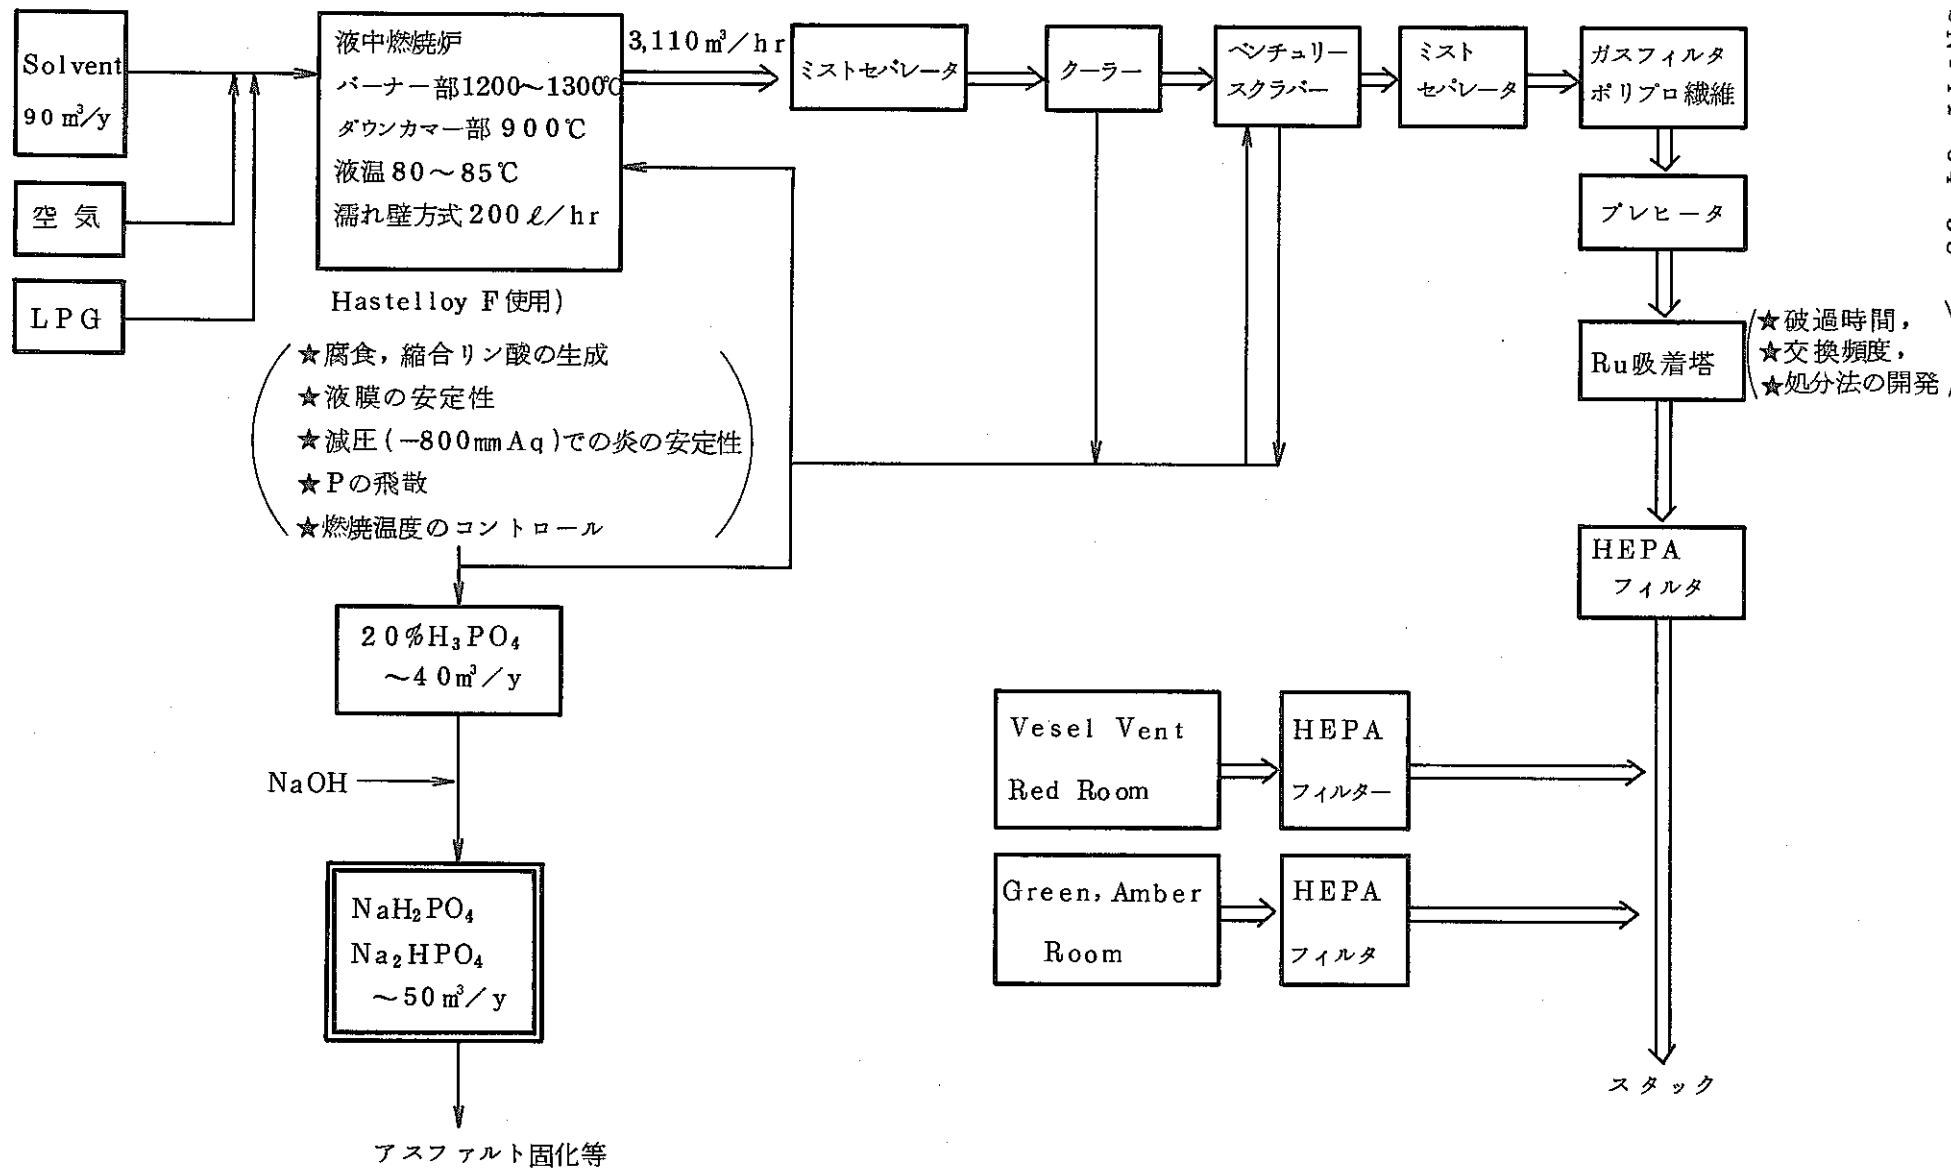 Solvent
90 m³/y
空気
LPG
液中燃焼炉
バーナー部1200～1300℃
ダウンカマー部 900℃
液温80～85℃
濡れ壁方式200ℓ/hr
3,110m³/hr
ミストセパレータ
クーラー
ベンチュリー
スクラバー
ミスト
セパレータ
ガスフィルタ
ポリプロ繊維
プレヒータ
Ru吸着塔
★破過時間，
★交換頻度，
★処分法の開発
HEPA
フィルタ
Hastelloy F使用)
★腐食，縮合リン酸の生成
★液膜の安定性
★減圧(−800mmAq)での炎の安定性
★Pの飛散
★燃焼温度のコントロール
20%H₃PO₄
～40m³/y
NaOH
NaH₂PO₄
Na₂HPO₄
～50m³/y
アスファルト固化等
Vesel Vent
Red Room
HEPA
フィルター
Green, Amber
Room
HEPA
フィルタ
スタック